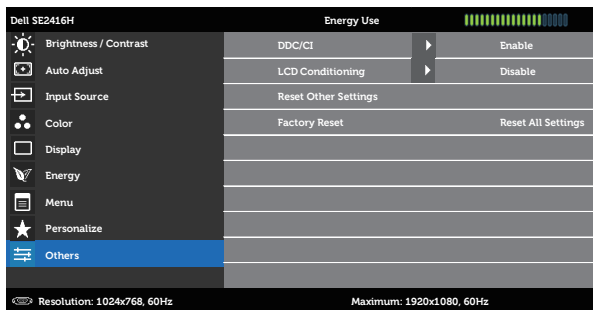 Dell SE2416H Energy Use
Brightness / Contrast DDC/CI Enable
Auto Adjust LCD Conditioning Disable
Input Source Reset Other Settings
Color Factory Reset Reset All Settings
Display
Energy
Menu
Personalize
Others
Resolution: 1024x768, 60Hz Maximum: 1920x1080, 60Hz